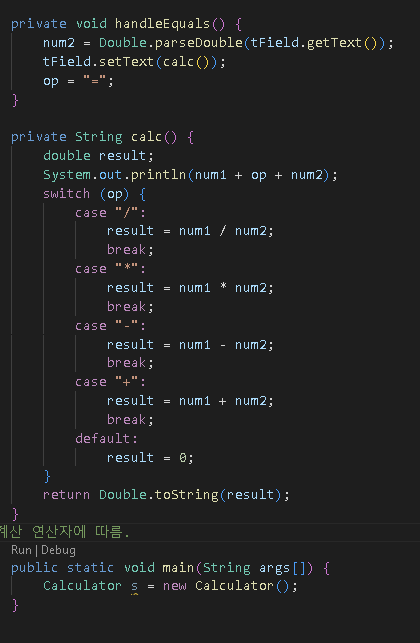 private void handleEquals() {
num2 = Double.parseDouble(tField.getText());
tField.setText(calc());
op = "=";
}
private String calc() {
double result;
System.out.println(num1 + op + num2);
switch (op) {
case "/":
result = num1 / num2;
break;
case "*":
result = num1 * num2;
break;
case "-":
result = num1 - num2;
break;
case "+":
result = num1 + num2;
break;
default:
result = 0;
}
return Double.toString(result);
}
계산 연산자에 따름.
Run | Debug
public static void main(String args[]) {
Calculator s = new Calculator();
}